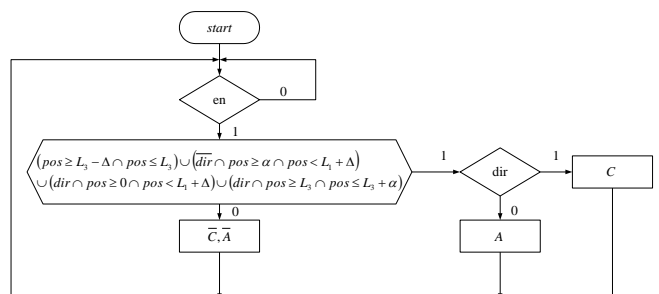 start
0
en
1
(pos ≥ L₃ − Δ ∩ pos ≤ L₃) ∪ (d̅i̅r̅ ∩ pos ≥ α ∩ pos < L₁ + Δ)
∪ (dir ∩ pos ≥ 0 ∩ pos < L₁ + Δ) ∪ (dir ∩ pos ≥ L₃ ∩ pos ≤ L₃ + α)
1
dir
1
C
0
C̅, A̅
0
A